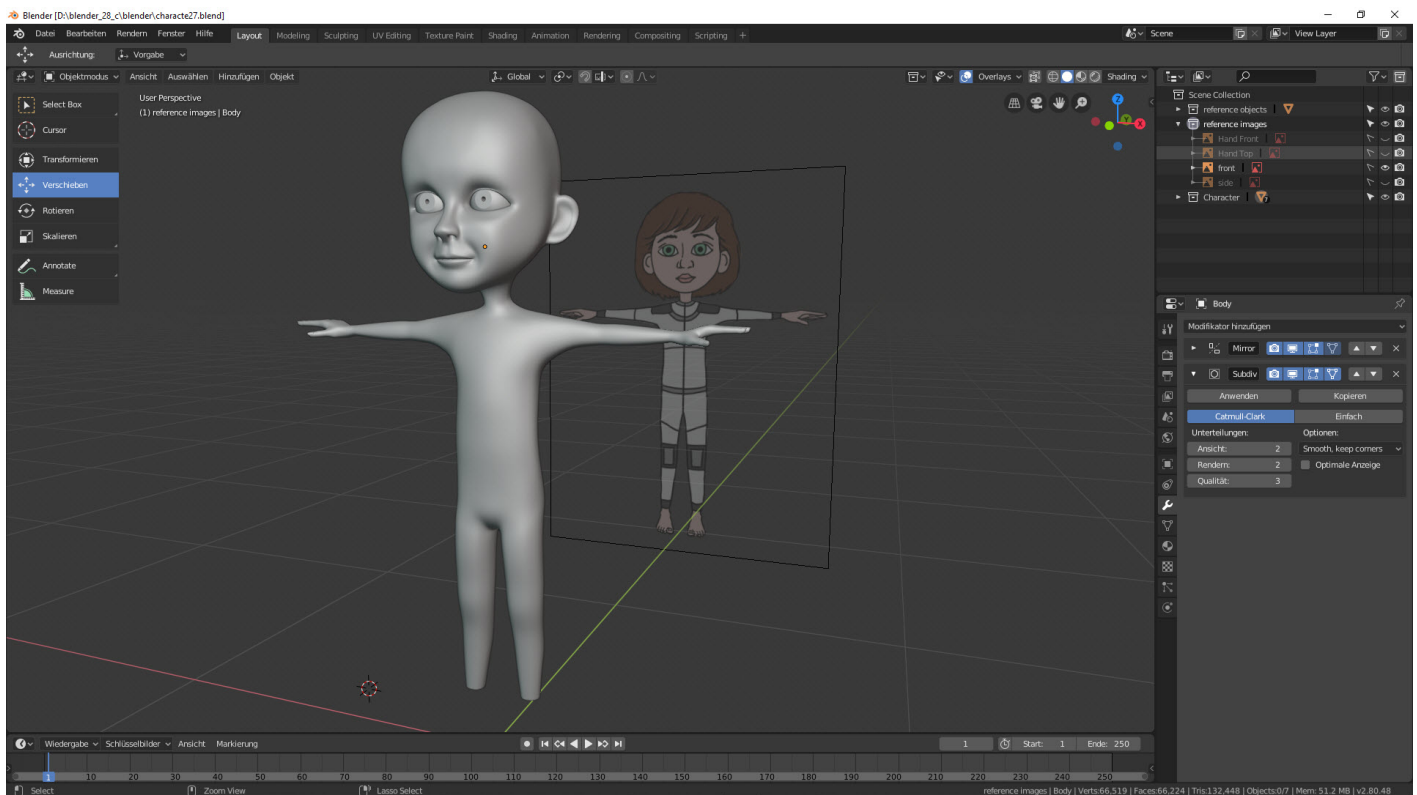 Blender [D:\blender_28_c\blender\characte27.blend]
Datei Bearbeiten Rendern Fenster Hilfe Layout Modeling Sculpting UV Editing Texture Paint Shading Animation Rendering Compositing Scripting + Scene View Layer
Ausrichtung: Vorgabe
Objektmodus Ansicht Auswählen Hinzufügen Objekt Global Overlays Shading
User Perspective
(1) reference images | Body
Select Box
Cursor
Transformieren
Verschieben
Rotieren
Skalieren
Annotate
Measure
Z
Y
X
Scene Collection
reference objects
reference images
Hand Front
Hand Top
front
side
Character
Body
Modifikator hinzufügen
Mirror
Subdiv
Anwenden Kopieren
Catmull-Clark Einfach
Unterteilungen: Optionen:
Ansicht: 2 Smooth, keep corners
Rendern: 2 Optimale Anzeige
Qualität: 3
Wiedergabe Schlüsselbilder Ansicht Markierung 1 Start: 1 Ende: 250
1 10 20 30 40 50 60 70 80 90 100 110 120 130 140 150 160 170 180 190 200 210 220 230 240 250
Select Zoom View Lasso Select reference images | Body | Verts:66,519 | Faces:66,224 | Tris:132,448 | Objects:0/7 | Mem: 51.2 MB | v2.80.48